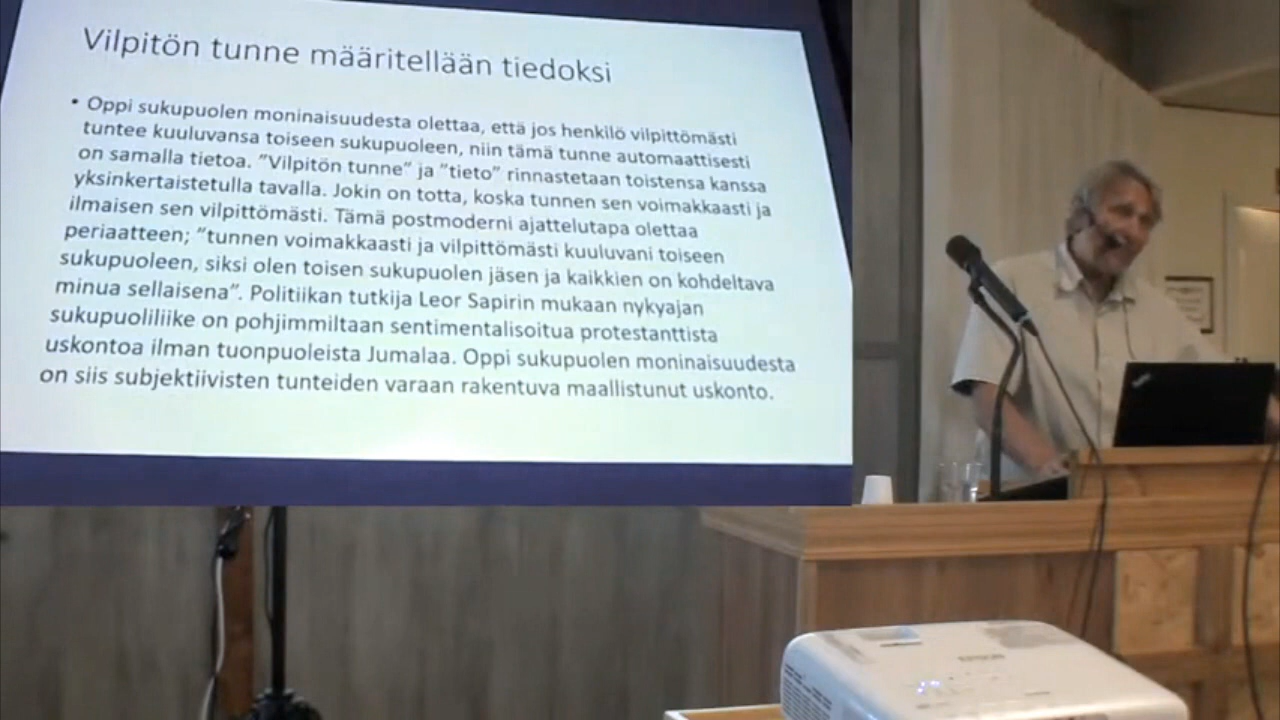 Vilpitön tunne määritellään tiedoksi
• Oppi sukupuolen moninaisuudesta olettaa, että jos henkilö vilpittömästi
tuntee kuuluvansa toiseen sukupuoleen, niin tämä tunne automaattisesti
on samalla tietoa. ”Vilpitön tunne” ja ”tieto” rinnastetaan toistensa kanssa
yksinkertaistetulla tavalla. Jokin on totta, koska tunnen sen voimakkaasti ja
ilmaisen sen vilpittömästi. Tämä postmoderni ajattelutapa olettaa
periaatteen; ”tunnen voimakkaasti ja vilpittömästi kuuluvani toiseen
sukupuoleen, siksi olen toisen sukupuolen jäsen ja kaikkien on kohdeltava
minua sellaisena”. Politiikan tutkija Leor Sapirin mukaan nykyajan
sukupuoliliike on pohjimmiltaan sentimentalisoitua protestanttista
uskontoa ilman tuonpuoleista Jumalaa. Oppi sukupuolen moninaisuudesta
on siis subjektiivisten tunteiden varaan rakentuva maallistunut uskonto.
EPSON